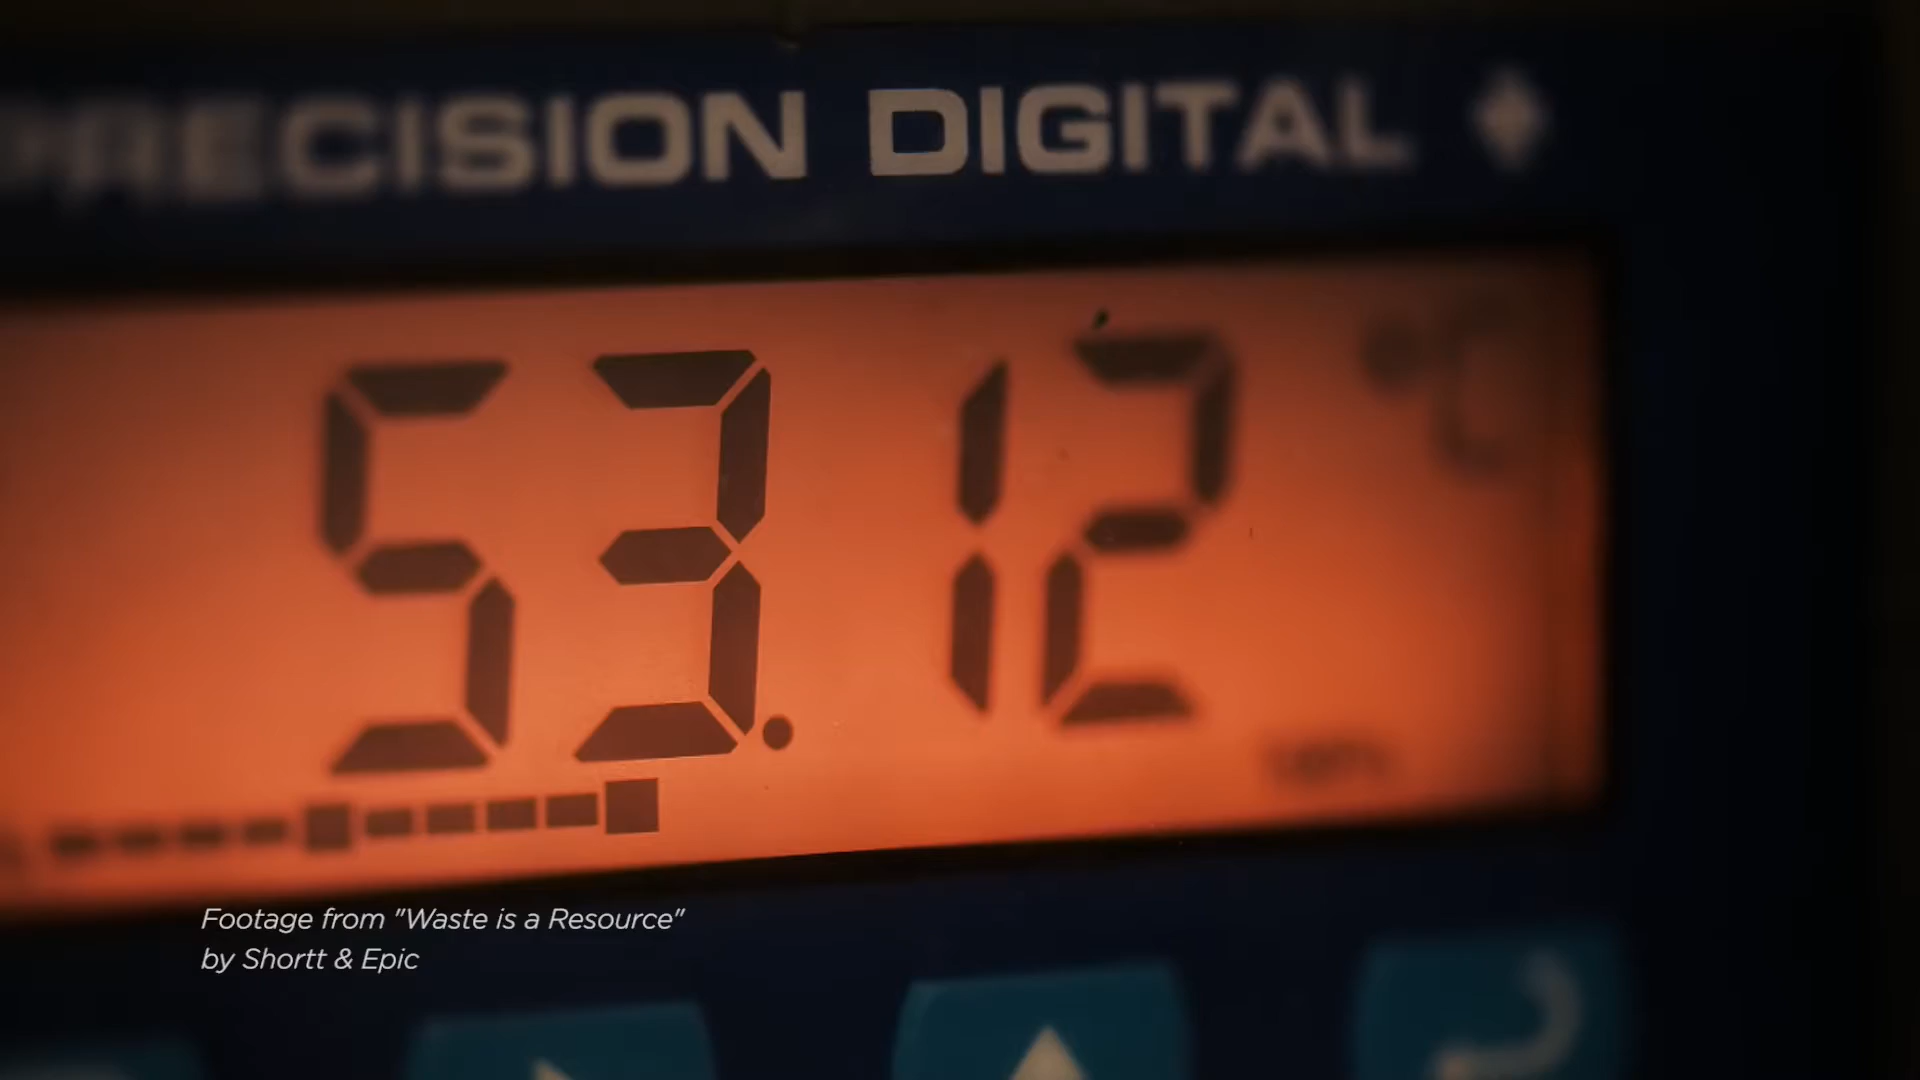 PRECISION DIGITAL
53.12 °C
Footage from "Waste is a Resource"
by Shortt & Epic